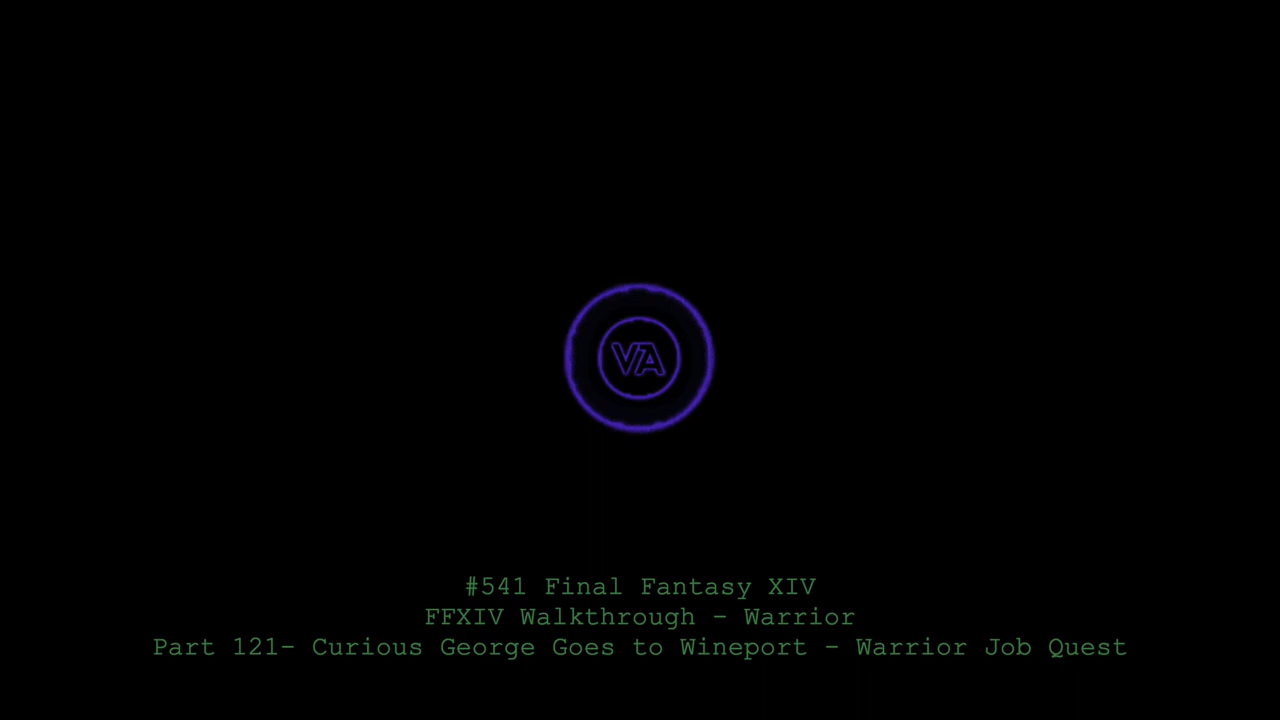 VA
#541 Final Fantasy XIV
FFXIV Walkthrough - Warrior
Part 121- Curious George Goes to Wineport - Warrior Job Quest